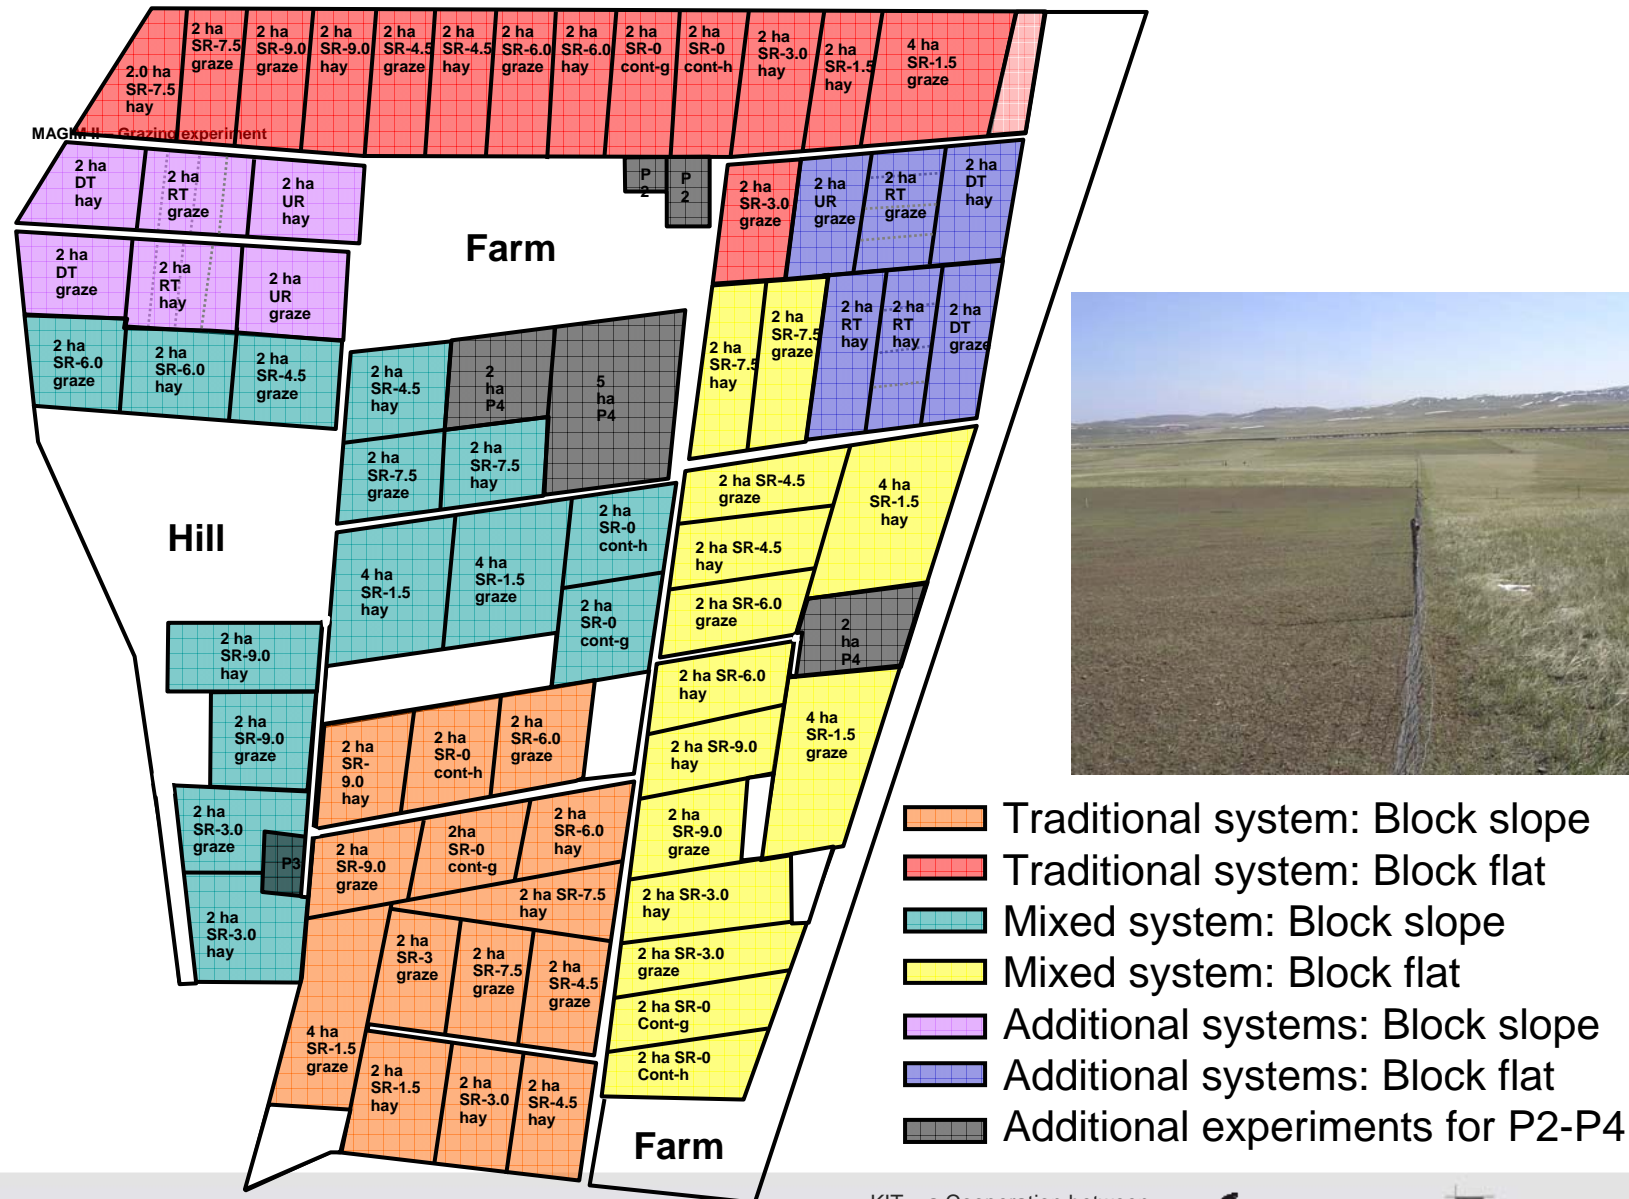 2.0 ha
SR-7.5
hay
2 ha
SR-7.5
graze
2 ha
SR-9.0
graze
2 ha
SR-9.0
hay
2 ha
SR-4.5
graze
2 ha
SR-4.5
hay
2 ha
SR-6.0
graze
2 ha
SR-6.0
hay
2 ha
SR-0
cont-g
2 ha
SR-0
cont-h
2 ha
SR-3.0
hay
2 ha
SR-1.5
hay
4 ha
SR-1.5
graze
Grazing experiment
2 ha
DT
hay
2 ha
RT
graze
2 ha
UR
hay
P
2
P
2
2 ha
SR-3.0
graze
2 ha
UR
graze
2 ha
RT
graze
2 ha
DT
hay
Farm
2 ha
DT
graze
2 ha
RT
hay
2 ha
UR
graze
2 ha
SR-7.5
hay
2 ha
SR-7.5
graze
2 ha
RT
hay
2 ha
RT
hay
2 ha
DT
graze
2 ha
SR-6.0
graze
2 ha
SR-6.0
hay
2 ha
SR-4.5
graze
2 ha
SR-4.5
hay
2
ha
P4
5
ha
P4
2 ha
SR-7.5
graze
2 ha
SR-7.5
hay
2 ha SR-4.5
graze
4 ha
SR-1.5
hay
Hill
2 ha
SR-0
cont-h
2 ha SR-4.5
hay
4 ha
SR-1.5
hay
4 ha
SR-1.5
graze
2 ha
SR-0
cont-g
2 ha SR-6.0
graze
2
ha
P4
2 ha
SR-9.0
hay
2 ha SR-6.0
hay
2 ha
SR-9.0
graze
2 ha
SR-
9.0
hay
2 ha
SR-0
cont-h
2 ha
SR-6.0
graze
2 ha SR-9.0
hay
4 ha
SR-1.5
graze
2 ha
SR-3.0
graze
P3
2 ha
SR-9.0
graze
2ha
SR-0
cont-g
2 ha
SR-6.0
hay
2 ha
SR-9.0
graze
2 ha SR-7.5
hay
2 ha SR-3.0
hay
2 ha
SR-3.0
hay
2 ha
SR-3
graze
2 ha
SR-7.5
graze
2 ha
SR-4.5
graze
2 ha SR-3.0
graze
2 ha SR-0
Cont-g
4 ha
SR-1.5
graze
2 ha SR-0
Cont-h
2 ha
SR-1.5
hay
2 ha
SR-3.0
hay
2 ha
SR-4.5
hay
Farm
Traditional system: Block slope
Traditional system: Block flat
Mixed system: Block slope
Mixed system: Block flat
Additional systems: Block slope
Additional systems: Block flat
Additional experiments for P2-P4